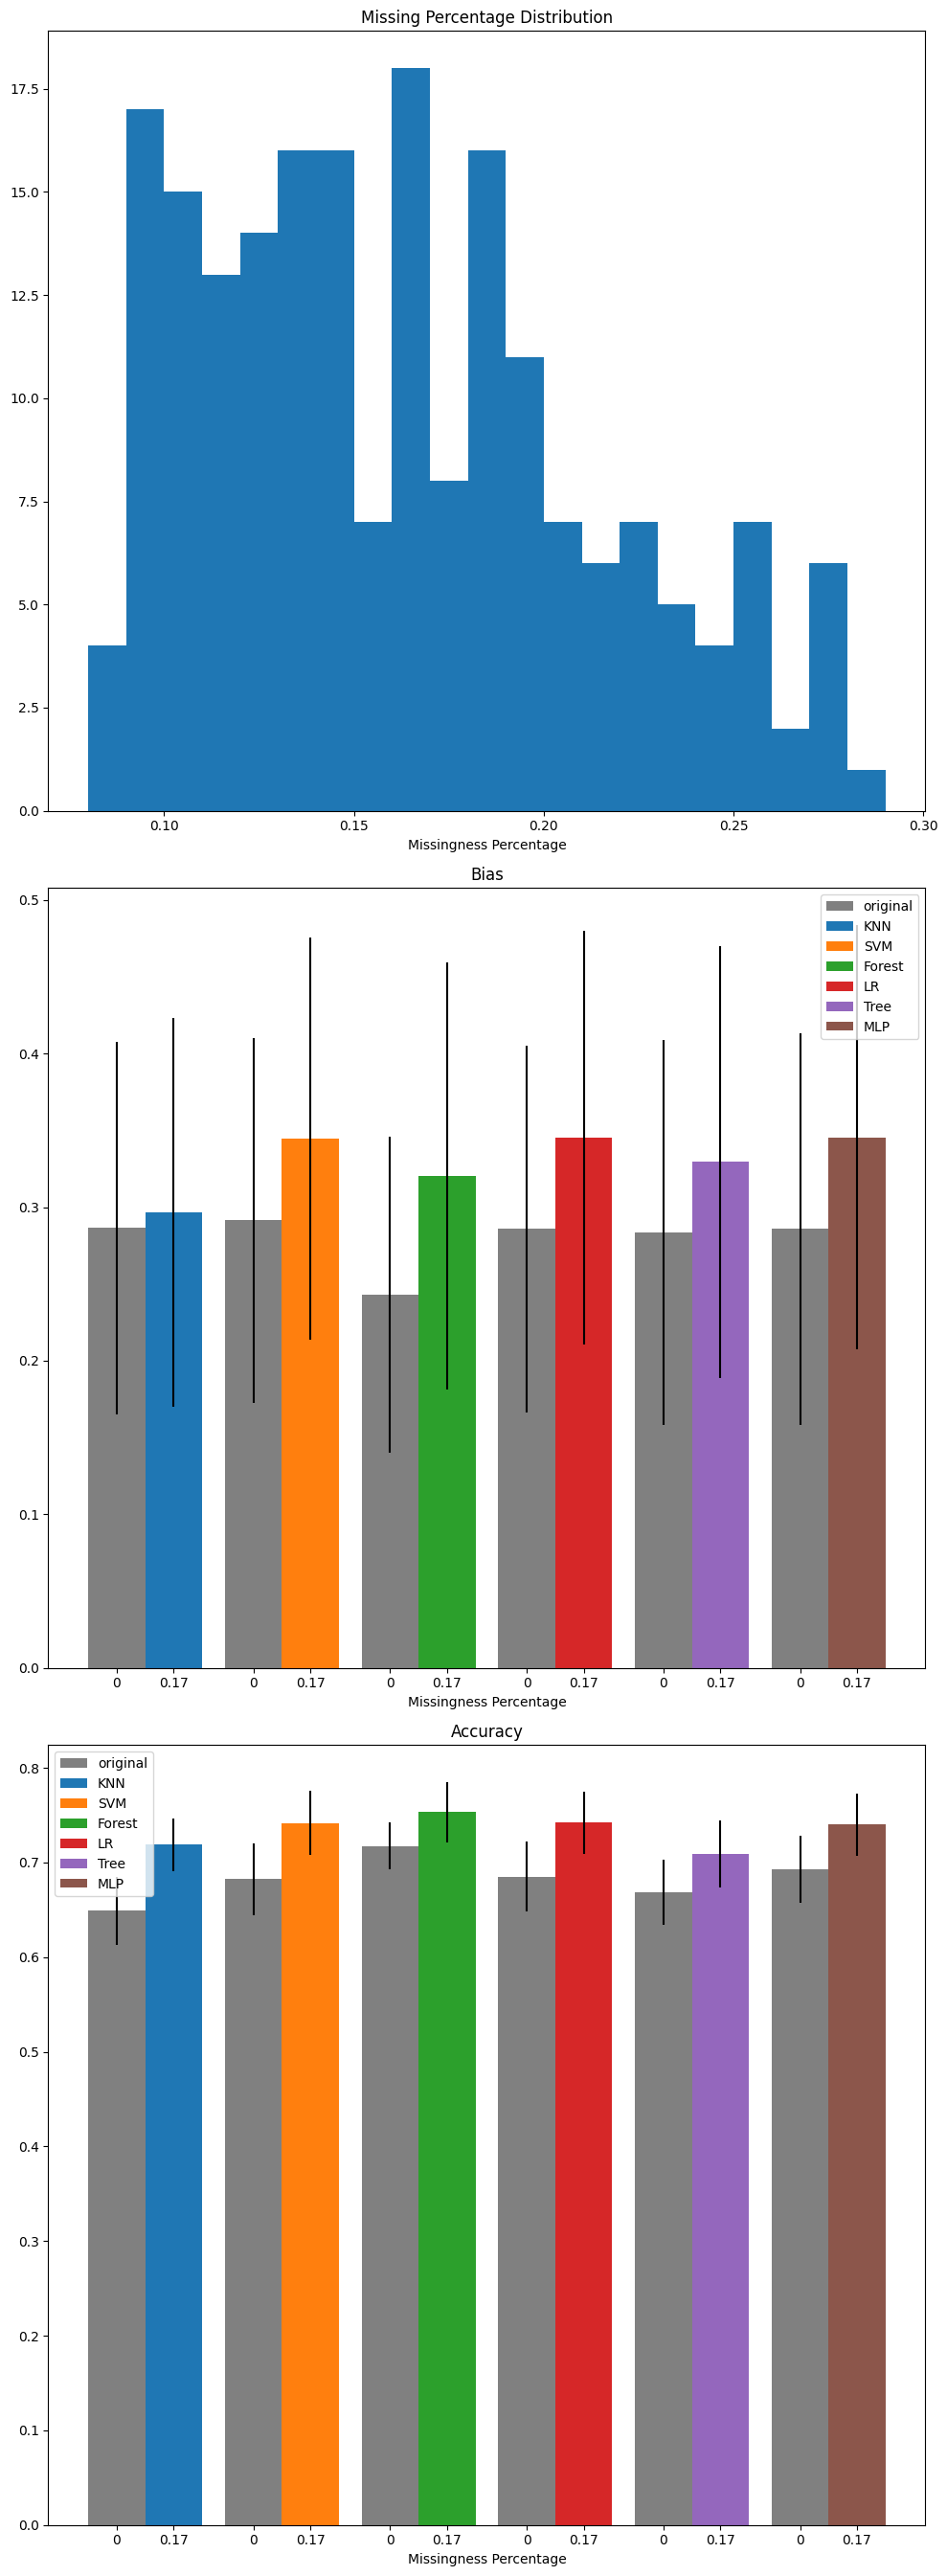 Missing Percentage Distribution
17.5
15.0
12.5
10.0
7.5
5.0
2.5
0.0
0.10 0.15 0.20 0.25 0.30
Missingness Percentage
Bias
0.5
0.4
0.3
0.2
0.1
0.0
original
KNN
SVM
Forest
LR
Tree
MLP
0 0.17 0 0.17 0 0.17 0 0.17 0 0.17 0 0.17
Missingness Percentage
Accuracy
0.8
0.7
0.6
0.5
0.4
0.3
0.2
0.1
0.0
original
KNN
SVM
Forest
LR
Tree
MLP
0 0.17 0 0.17 0 0.17 0 0.17 0 0.17 0 0.17
Missingness Percentage